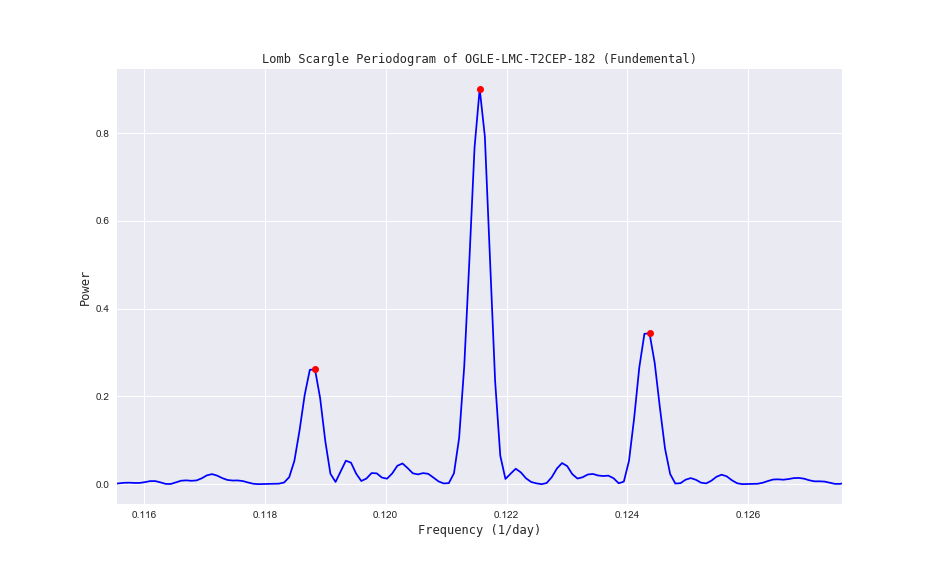 Lomb Scargle Periodogram of OGLE-LMC-T2CEP-182 (Fundemental)
Power
0.8
0.6
0.4
0.2
0.0
0.116 0.118 0.120 0.122 0.124 0.126
Frequency (1/day)